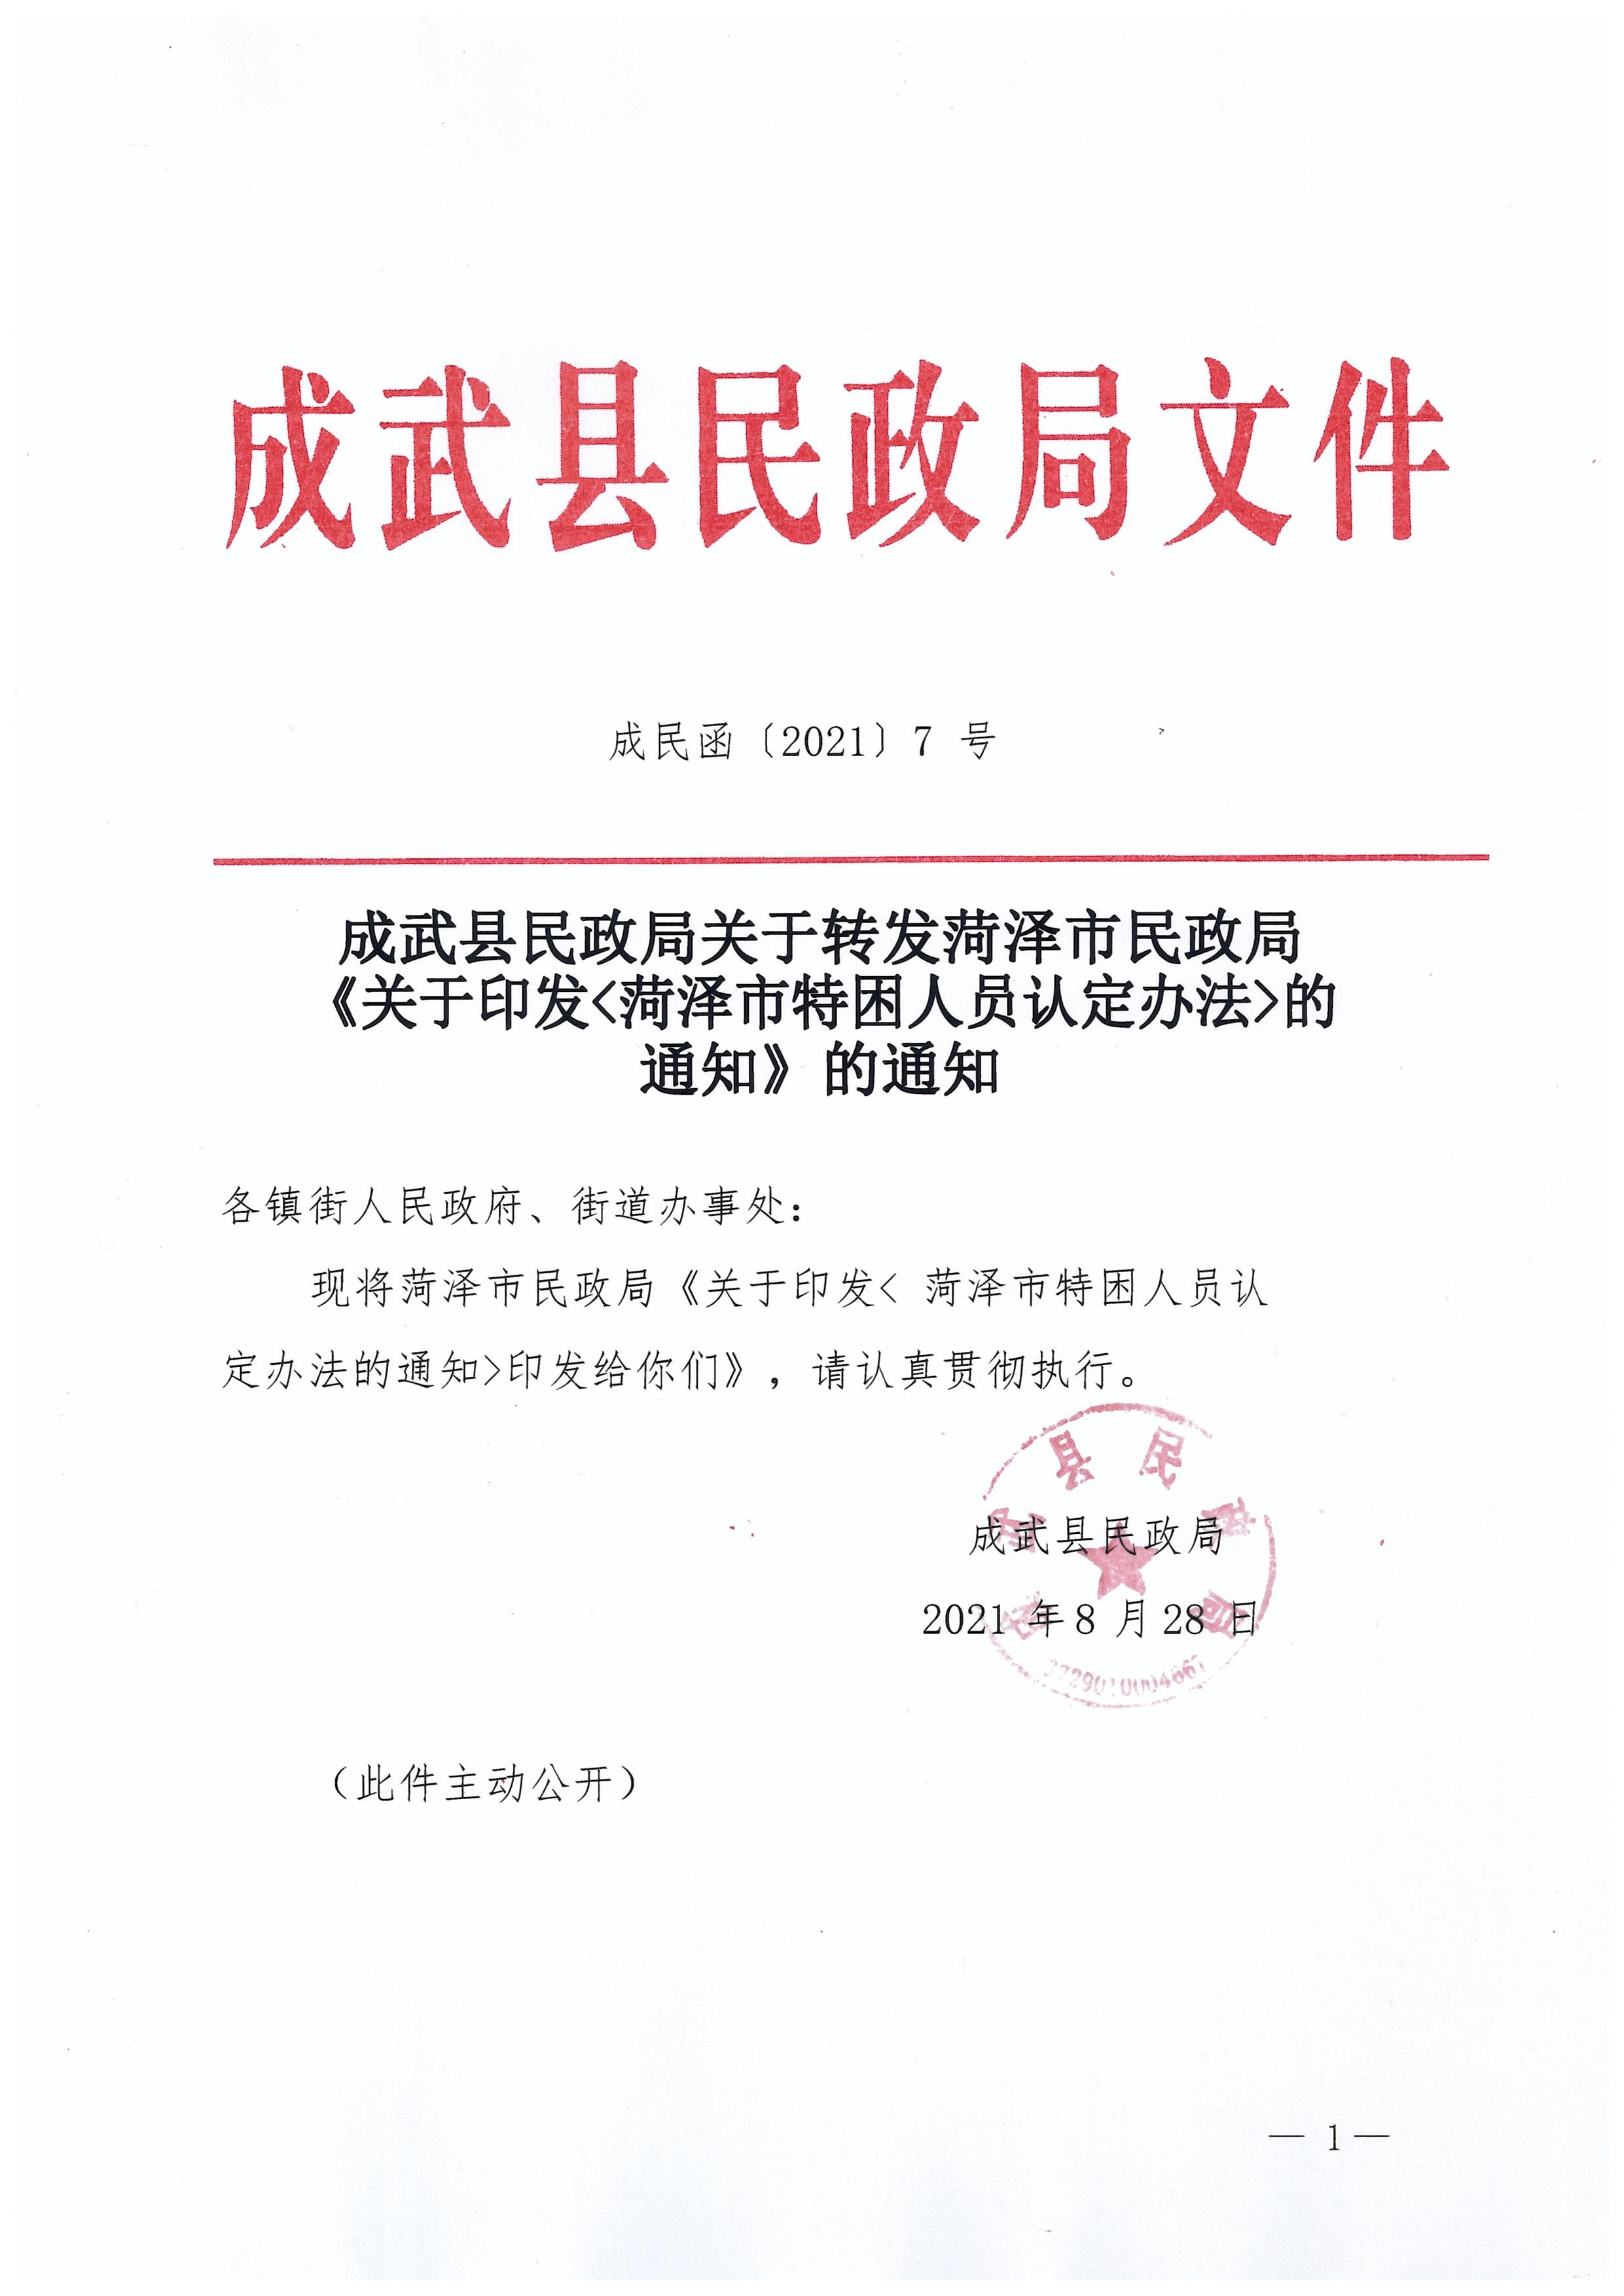 成武县民政局文件
成民函〔2021〕7 号
成武县民政局关于转发菏泽市民政局
《关于印发<菏泽市特困人员认定办法>的
通知》的通知
各镇街人民政府、街道办事处：
现将菏泽市民政局《关于印发< 菏泽市特困人员认
定办法的通知>印发给你们》，请认真贯彻执行。
县民
成武县民政局
2021 年 8 月 28 日
（此件主动公开）
— 1 —